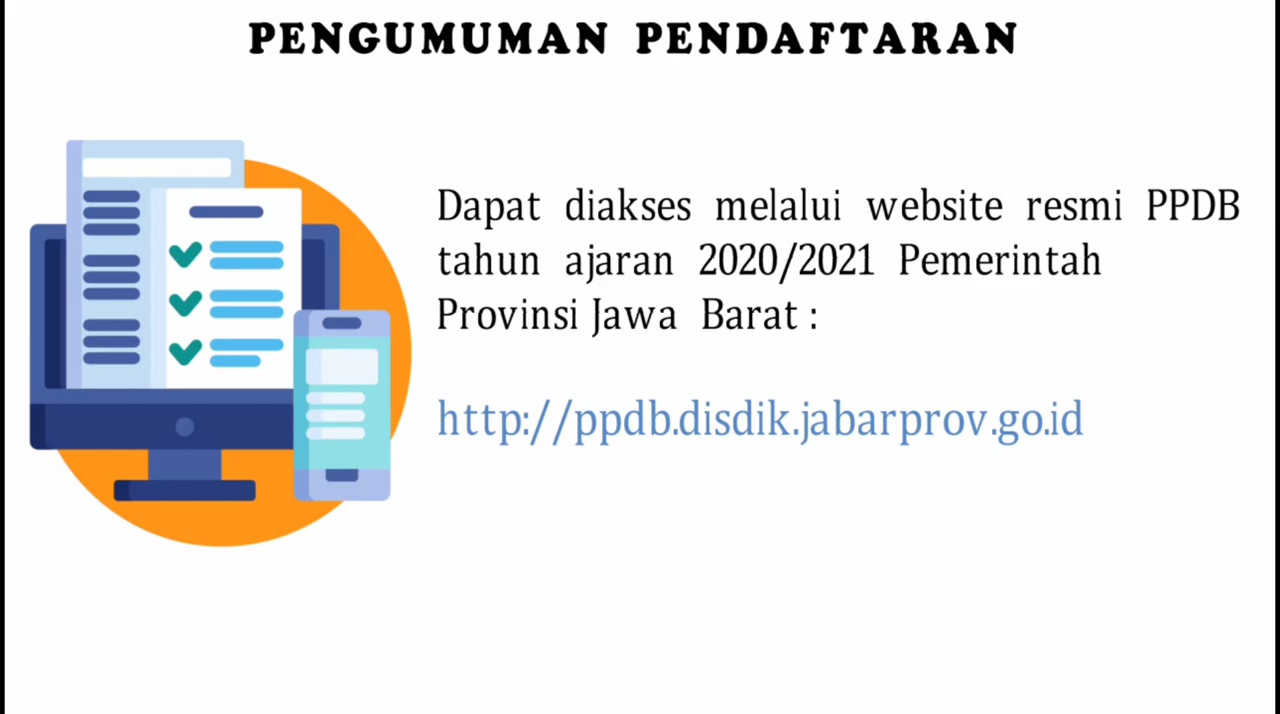 PENGUMUMAN PENDAFTARAN
Dapat diakses melalui website resmi PPDB
tahun ajaran 2020/2021 Pemerintah
Provinsi Jawa Barat :
http://ppdb.disdik.jabarprov.go.id